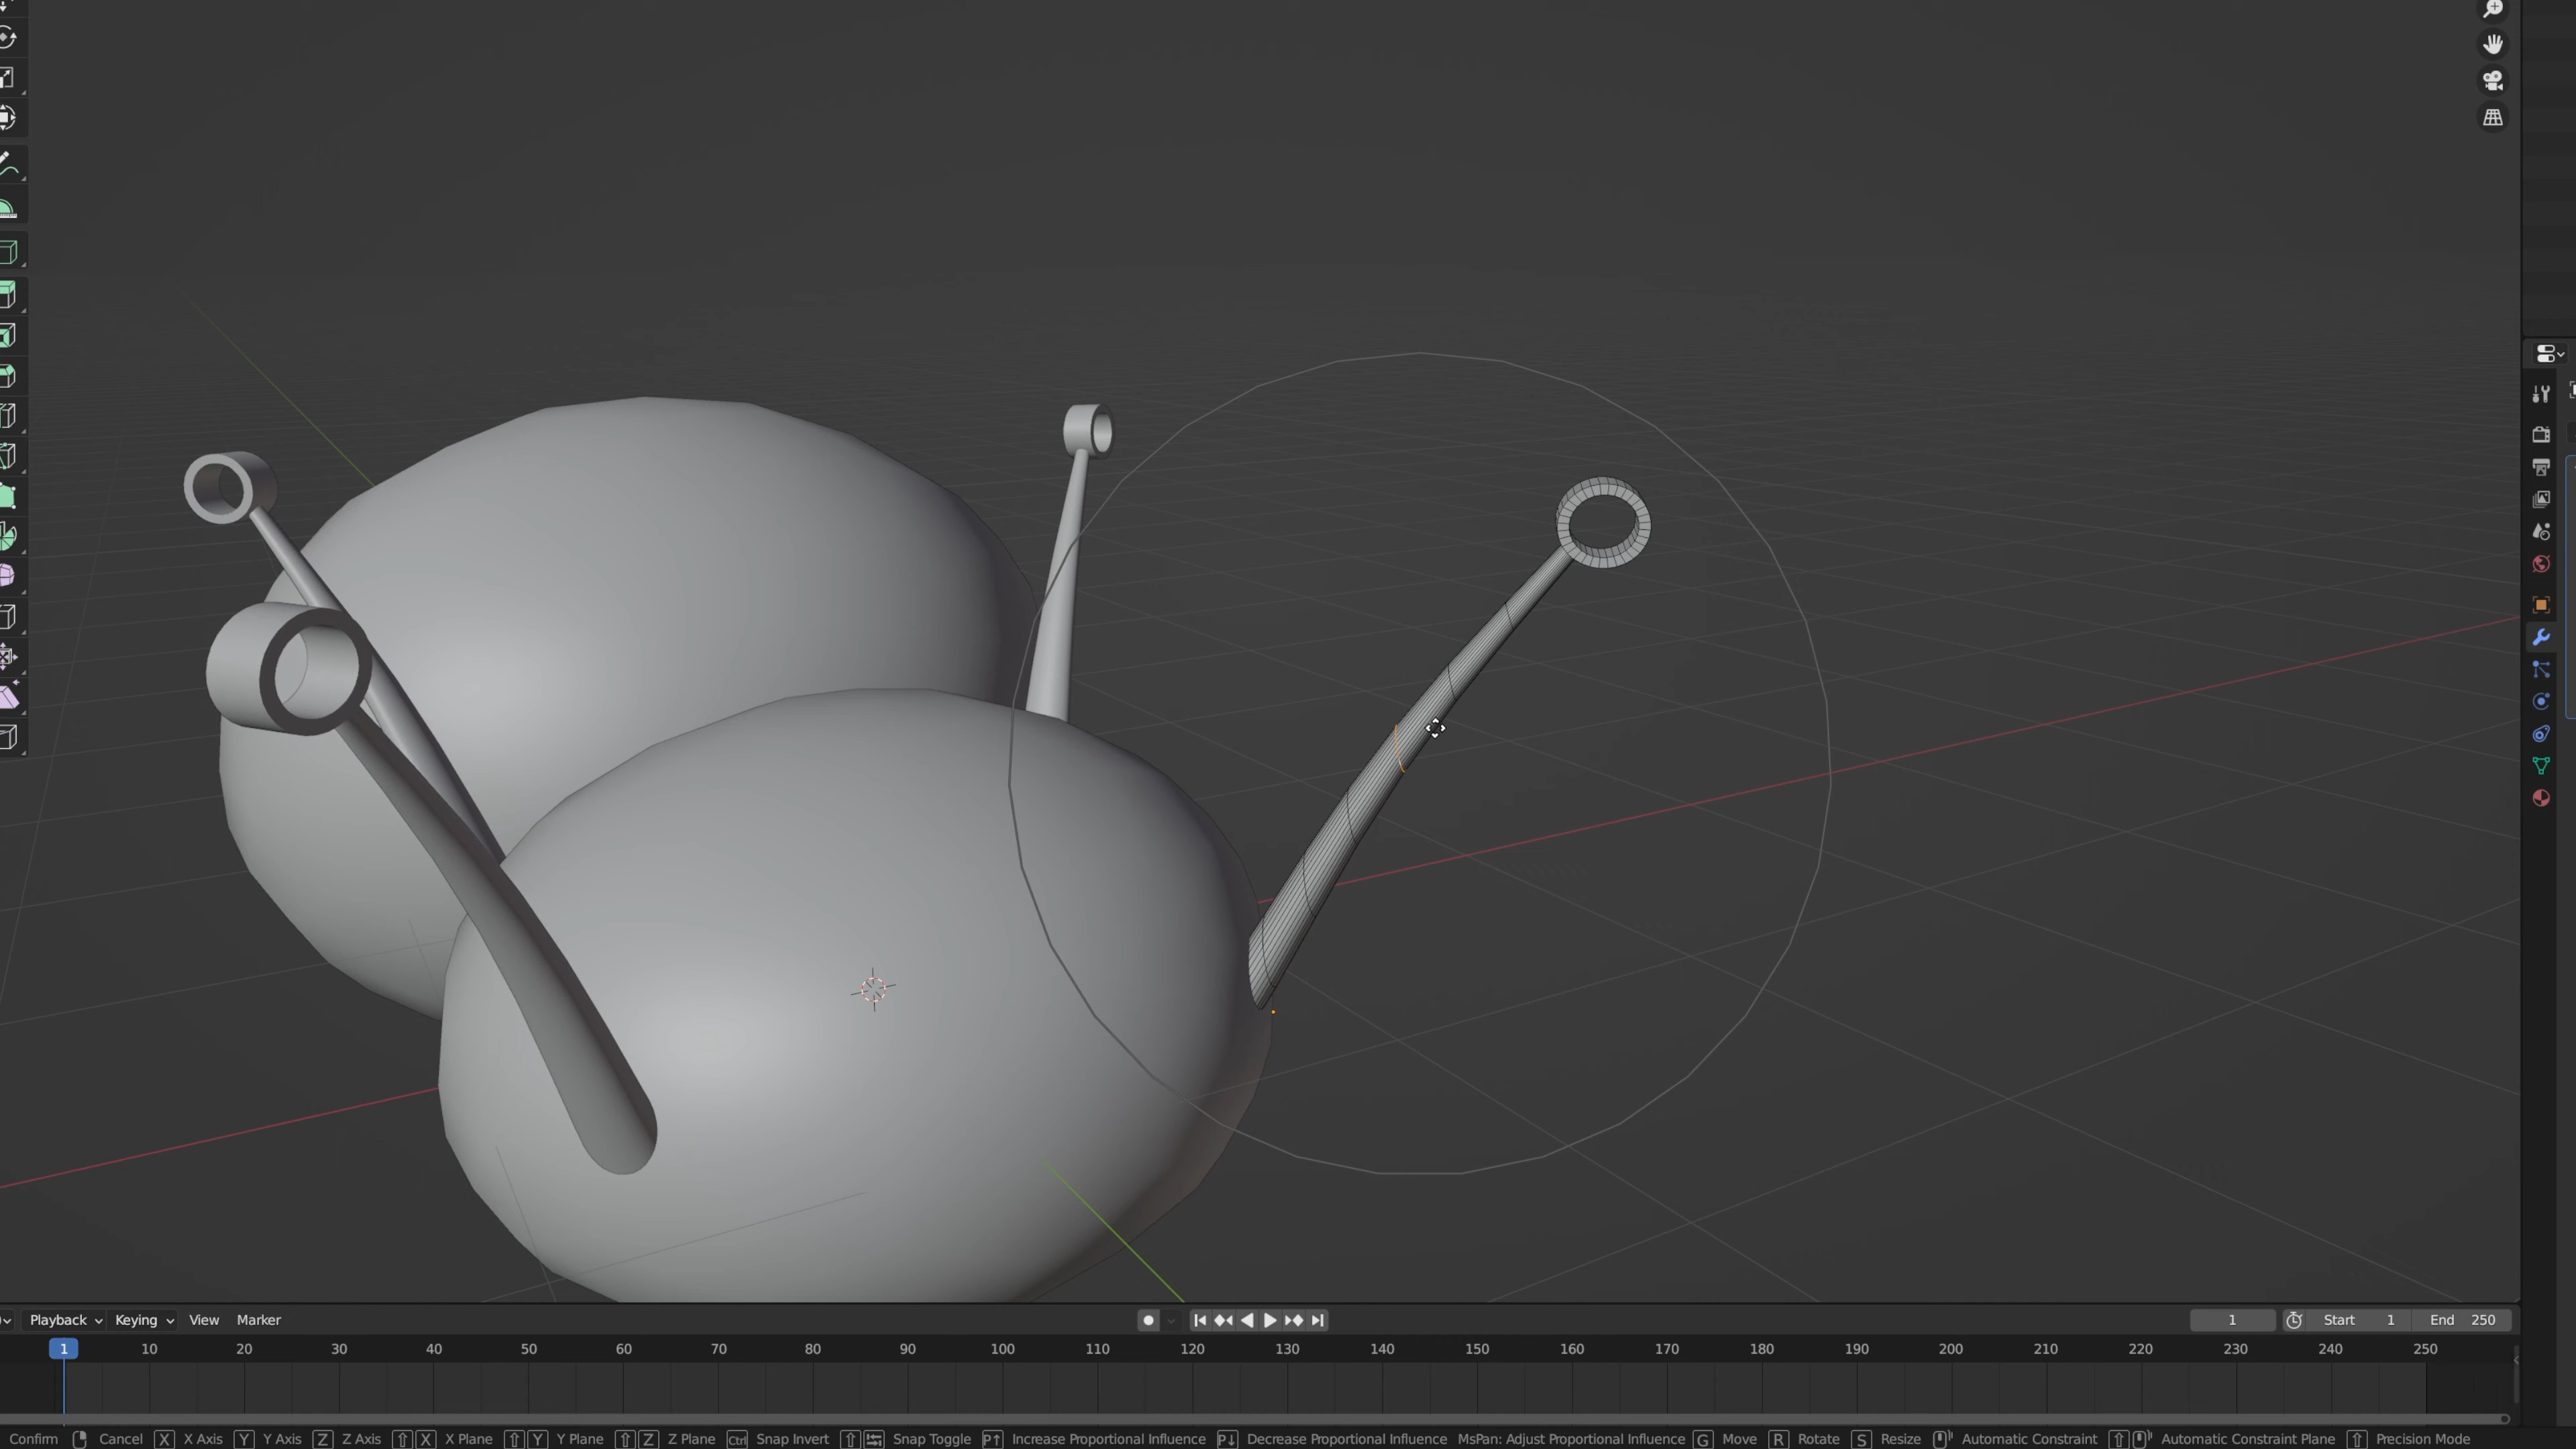 Playback Keying View Marker 1 Start 1 End 250
1 10 20 30 40 50 60 70 80 90 100 110 120 130 140 150 160 170 180 190 200 210 220 230 240 250
Confirm Cancel X X Axis Y Y Axis Z Z Axis X X Plane Y Y Plane Z Z Plane Ctrl Snap Invert Snap Toggle P↑ Increase Proportional Influence P↓ Decrease Proportional Influence MsPan: Adjust Proportional Influence G Move R Rotate S Resize Automatic Constraint Automatic Constraint Plane Precision Mode